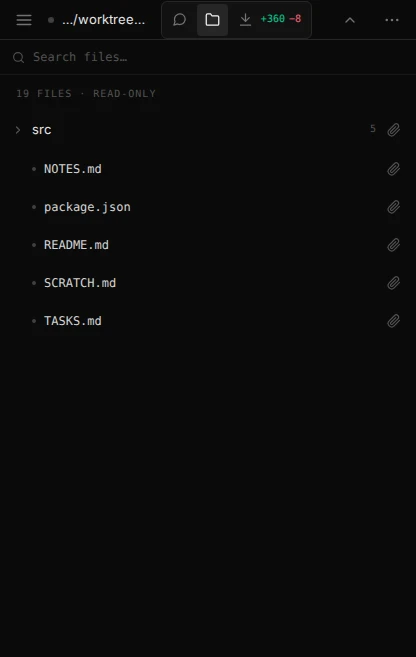 .../worktree... +360 −8
Search files…
19 FILES · READ-ONLY
src 5
NOTES.md
package.json
README.md
SCRATCH.md
TASKS.md